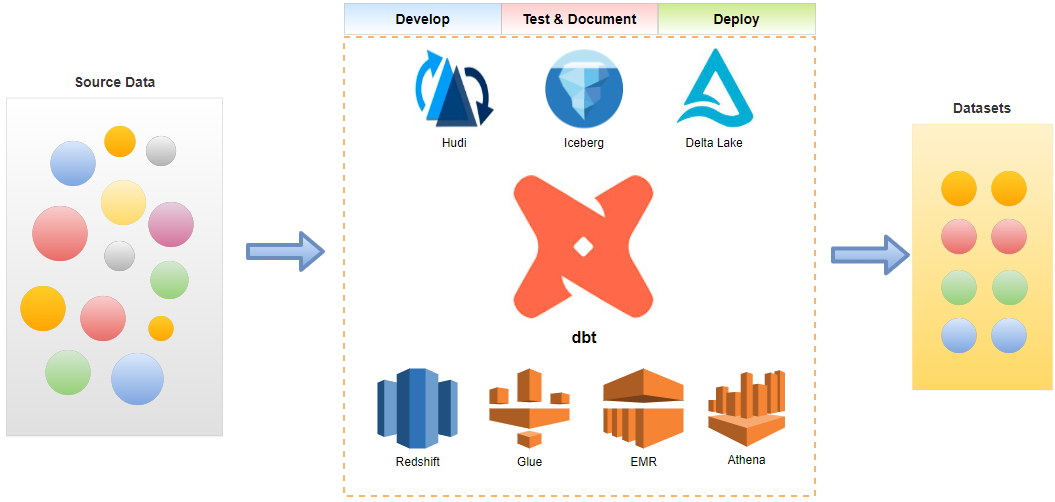 Develop
Test & Document
Deploy
Source Data
Hudi
Iceberg
Delta Lake
Datasets
dbt
Redshift
Glue
EMR
Athena